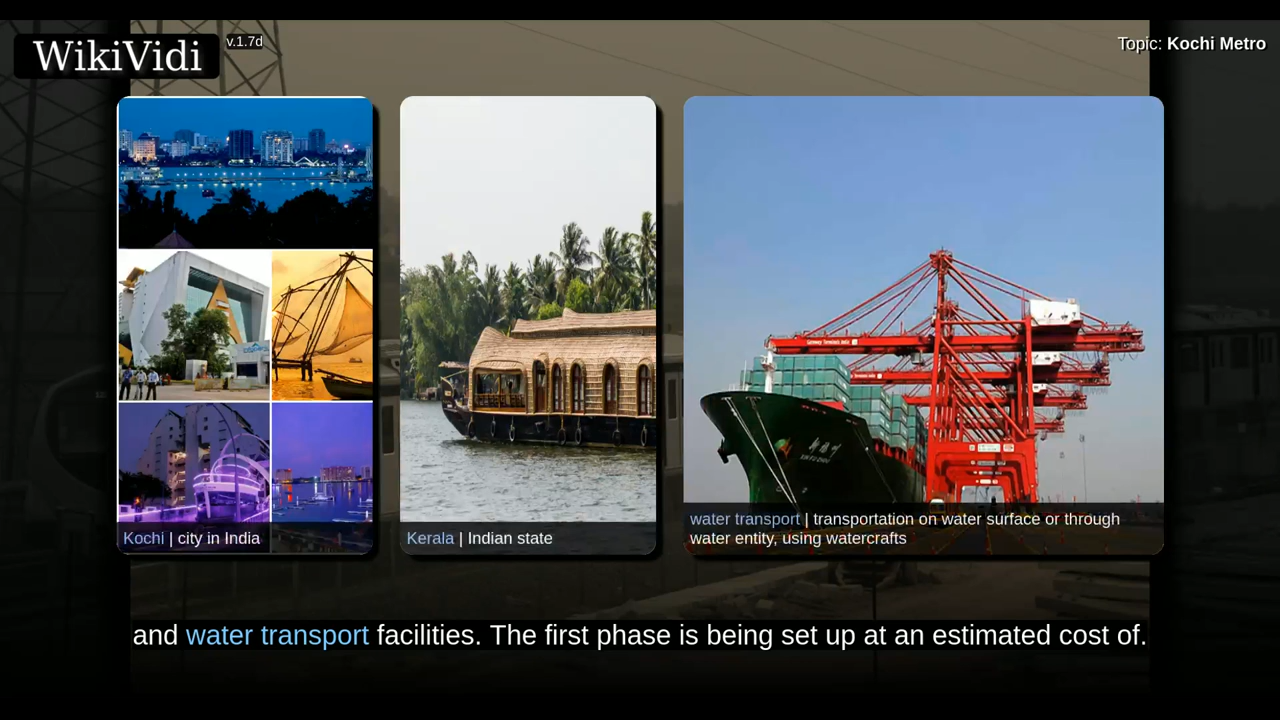 WikiVidi
v.1.7d
Topic: Kochi Metro
Kochi | city in India
Kerala | Indian state
water transport | transportation on water surface or through
water entity, using watercrafts
and water transport facilities. The first phase is being set up at an estimated cost of.